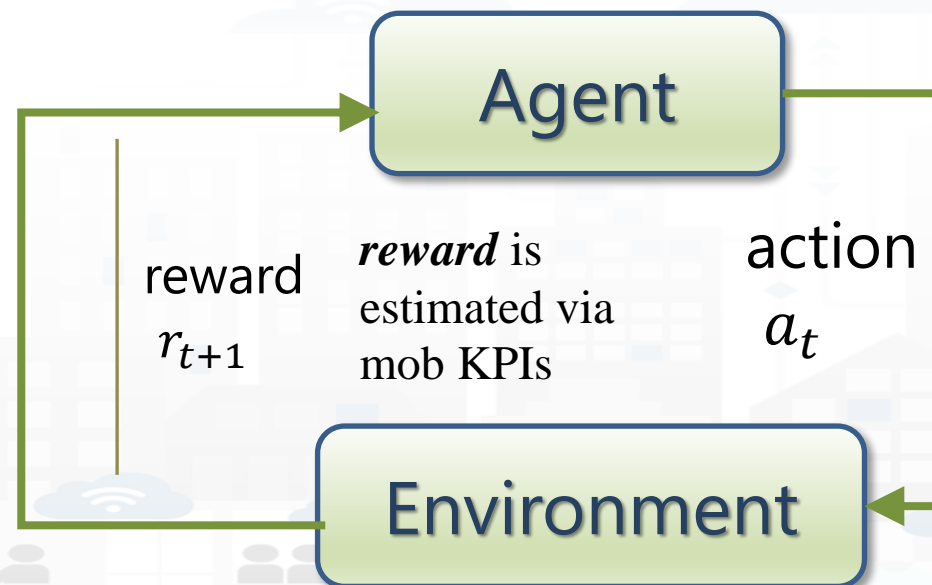 Agent
reward
r_{t+1}
reward is
estimated via
mob KPIs
action
a_t
Environment